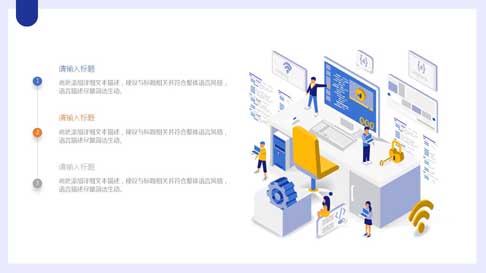 请输入标题
1
在此添加详细文本描述，建议与标题相关并符合整体语言风格，
语言描述尽量简洁生动。
请输入标题
2
在此添加详细文本描述，建议与标题相关并符合整体语言风格，
语言描述尽量简洁生动。
请输入标题
3
在此添加详细文本描述，建议与标题相关并符合整体语言风格，
语言描述尽量简洁生动。